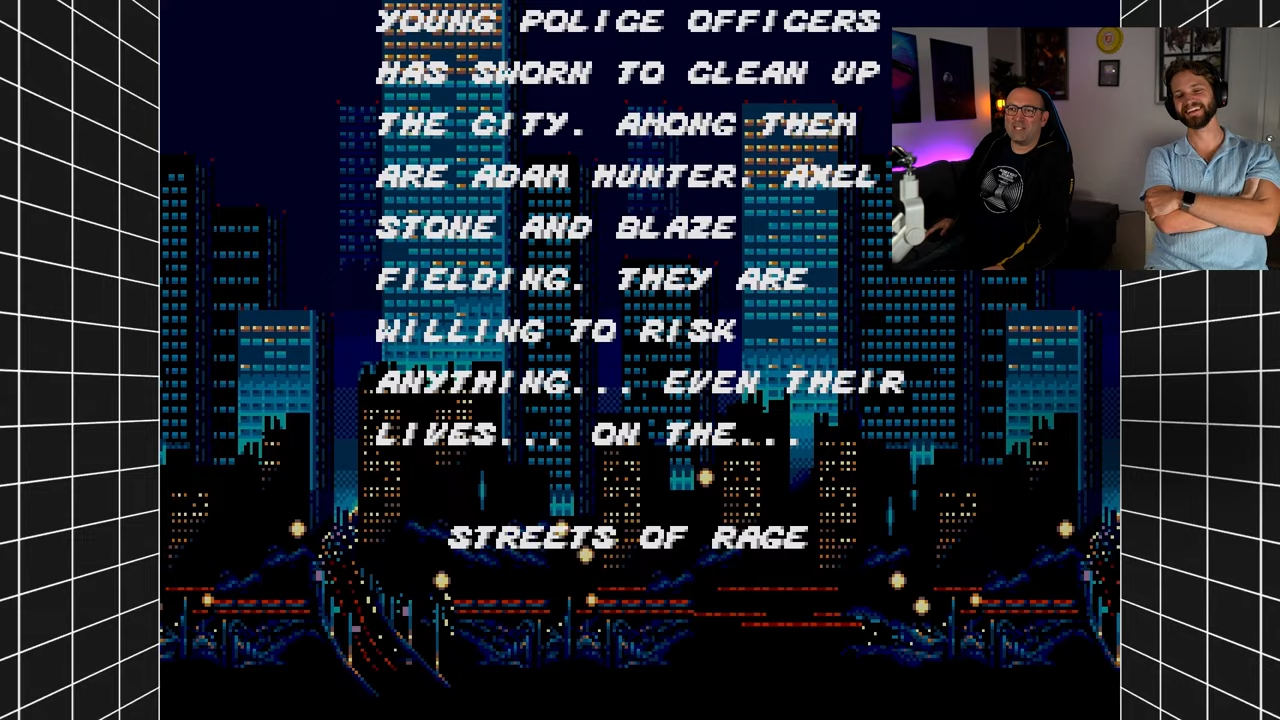 YOUNG POLICE OFFICERS
HAS SWORN TO CLEAN UP
THE CITY. AMONG THEM
ARE ADAM HUNTER, AXEL
STONE AND BLAZE
FIELDING. THEY ARE
WILLING TO RISK
ANYTHING... EVEN THEIR
LIVES... ON THE...
STREETS OF RAGE